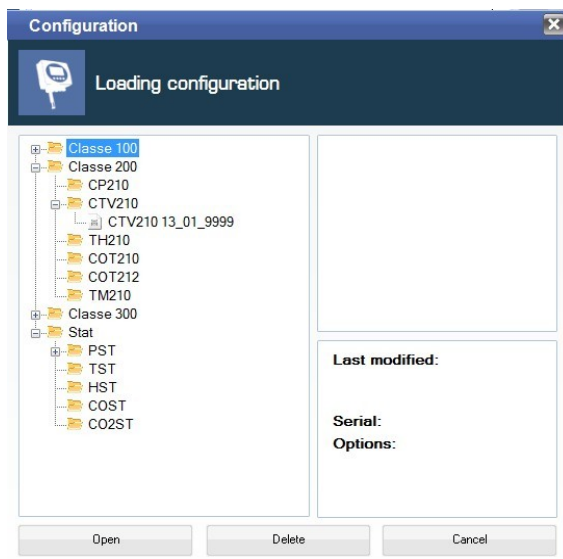 Configuration
Loading configuration
Classe 100
Classe 200
CP210
CTV210
CTV210 13_01_9999
TH210
COT210
COT212
TM210
Classe 300
Stat
PST
TST
HST
COST
CO2ST
Last modified:
Serial:
Options:
Open
Delete
Cancel